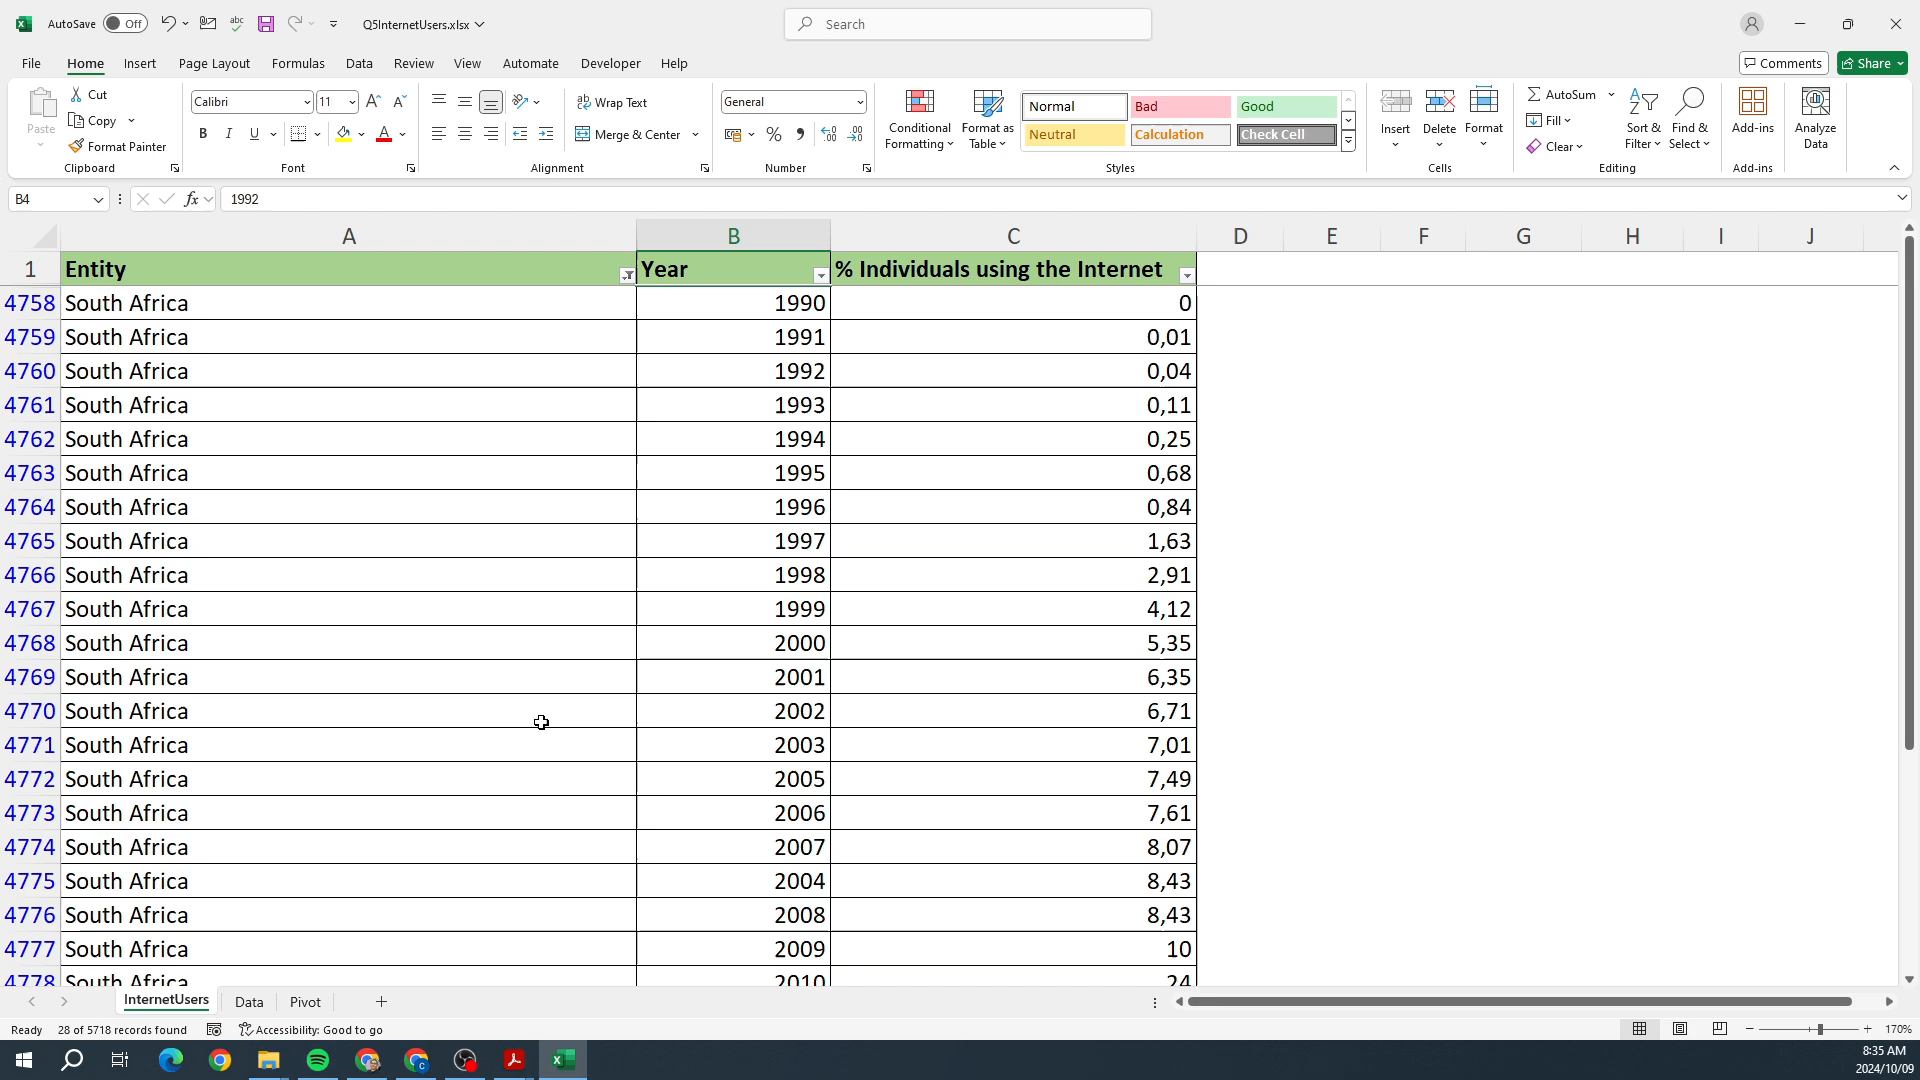 AutoSave Off abc Q5InternetUsers.xlsx Search
File Home Insert Page Layout Formulas Data Review View Automate Developer Help Comments Share
Paste Cut Copy Format Painter Clipboard
Calibri 11 A A B I U A Font
Wrap Text Merge & Center Alignment
General % , Number
Conditional Formatting Format as Table Normal Bad Good Neutral Calculation Check Cell Styles
Insert Delete Format Cells
AutoSum Fill Clear Sort & Filter Find & Select Editing
Add-ins Add-ins
Analyze Data
B4 fx 1992
A B C D E F G H I J
1 Entity Year % Individuals using the Internet
4758 South Africa 1990 0
4759 South Africa 1991 0,01
4760 South Africa 1992 0,04
4761 South Africa 1993 0,11
4762 South Africa 1994 0,25
4763 South Africa 1995 0,68
4764 South Africa 1996 0,84
4765 South Africa 1997 1,63
4766 South Africa 1998 2,91
4767 South Africa 1999 4,12
4768 South Africa 2000 5,35
4769 South Africa 2001 6,35
4770 South Africa 2002 6,71
4771 South Africa 2003 7,01
4772 South Africa 2005 7,49
4773 South Africa 2006 7,61
4774 South Africa 2007 8,07
4775 South Africa 2004 8,43
4776 South Africa 2008 8,43
4777 South Africa 2009 10
4778 South Africa 2010 24
InternetUsers Data Pivot
Ready 28 of 5718 records found Accessibility: Good to go 170%
8:35 AM
2024/10/09